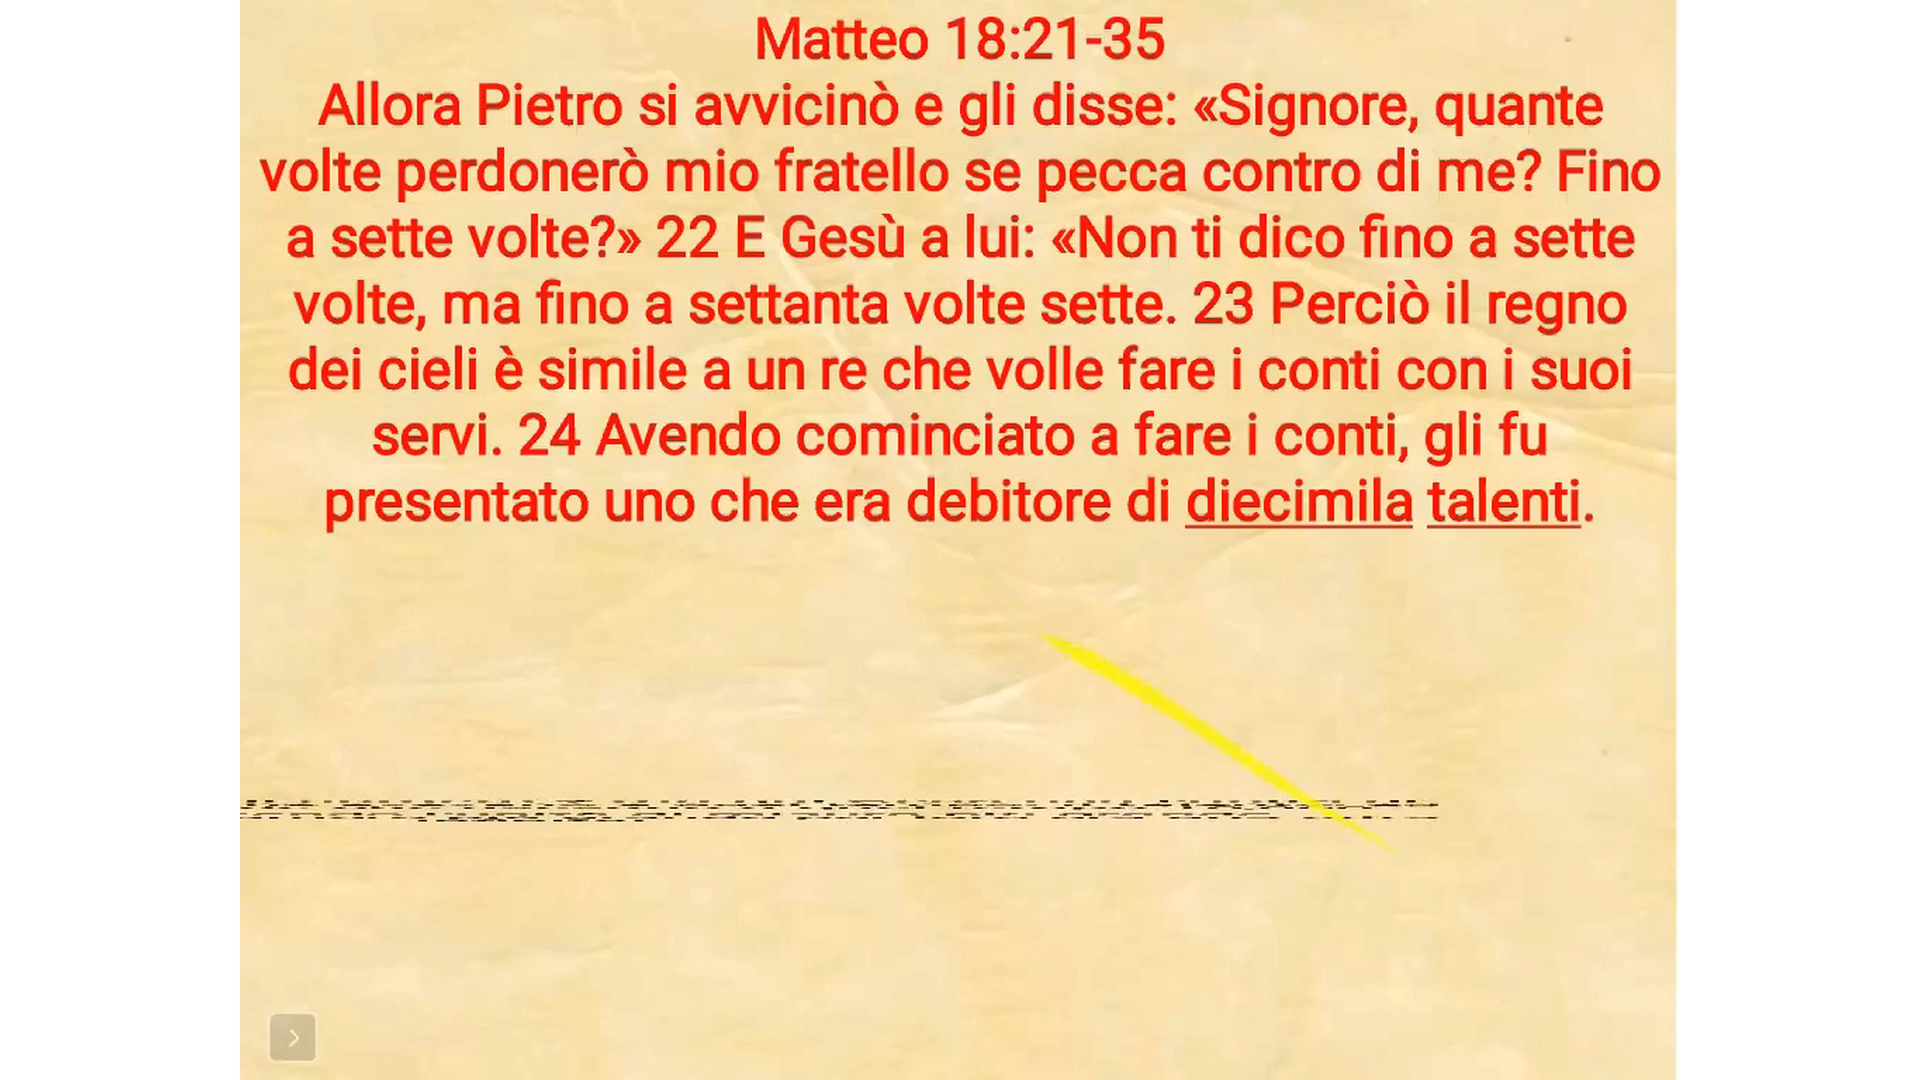 Matteo 18:21-35
Allora Pietro si avvicinò e gli disse: «Signore, quante
volte perdonerò mio fratello se pecca contro di me? Fino
a sette volte?» 22 E Gesù a lui: «Non ti dico fino a sette
volte, ma fino a settanta volte sette. 23 Perciò il regno
dei cieli è simile a un re che volle fare i conti con i suoi
servi. 24 Avendo cominciato a fare i conti, gli fu
presentato uno che era debitore di diecimila talenti.